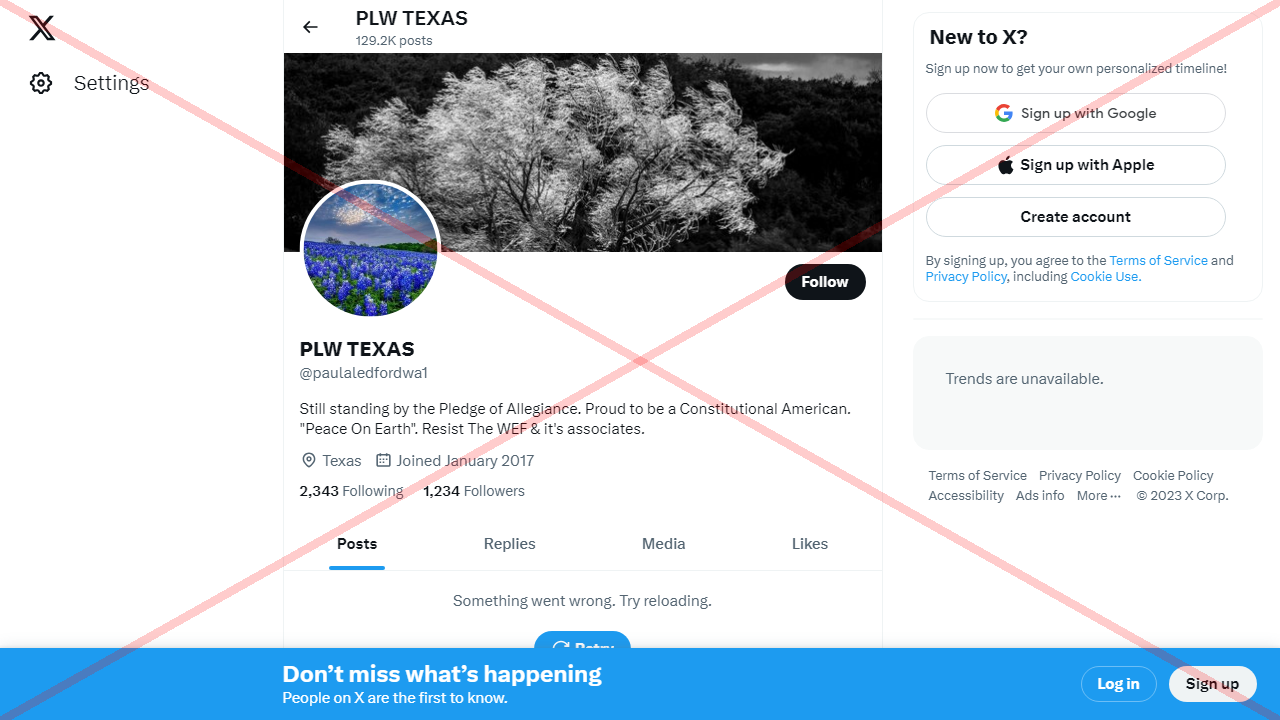 PLW TEXAS
129.2K posts
Settings
Follow
PLW TEXAS
@paulaledfordwa1
Still standing by the Pledge of Allegiance. Proud to be a Constitutional American.
"Peace On Earth". Resist The WEF & it's associates.
Texas Joined January 2017
2,343 Following 1,234 Followers
Posts Replies Media Likes
Something went wrong. Try reloading.
Retry
New to X?
Sign up now to get your own personalized timeline!
Sign up with Google
Sign up with Apple
Create account
By signing up, you agree to the Terms of Service and
Privacy Policy, including Cookie Use.
Trends are unavailable.
Terms of Service Privacy Policy Cookie Policy
Accessibility Ads info More ··· © 2023 X Corp.
Don’t miss what’s happening
People on X are the first to know.
Log in Sign up